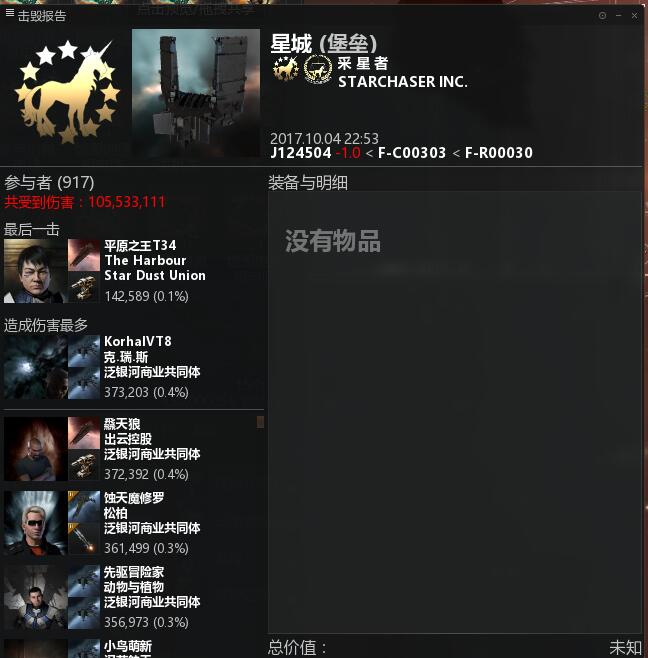 击毁报告
星城 (堡垒)
采星者
STARCHASER INC.
2017.10.04 22:53
J124504 -1.0 < F-C00303 < F-R00030
参与者 (917)
共受到伤害：105,533,111
最后一击
平原之王T34
The Harbour
Star Dust Union
142,589 (0.1%)
造成伤害最多
KorhalVT8
克.瑞.斯
泛银河商业共同体
373,203 (0.4%)
天狼
出云控股
泛银河商业共同体
372,392 (0.4%)
蚀天魔修罗
松柏
泛银河商业共同体
361,499 (0.3%)
先驱冒险家
动物与植物
泛银河商业共同体
356,973 (0.3%)
小鸟萌新
装备与明细
没有物品
总价值：
未知